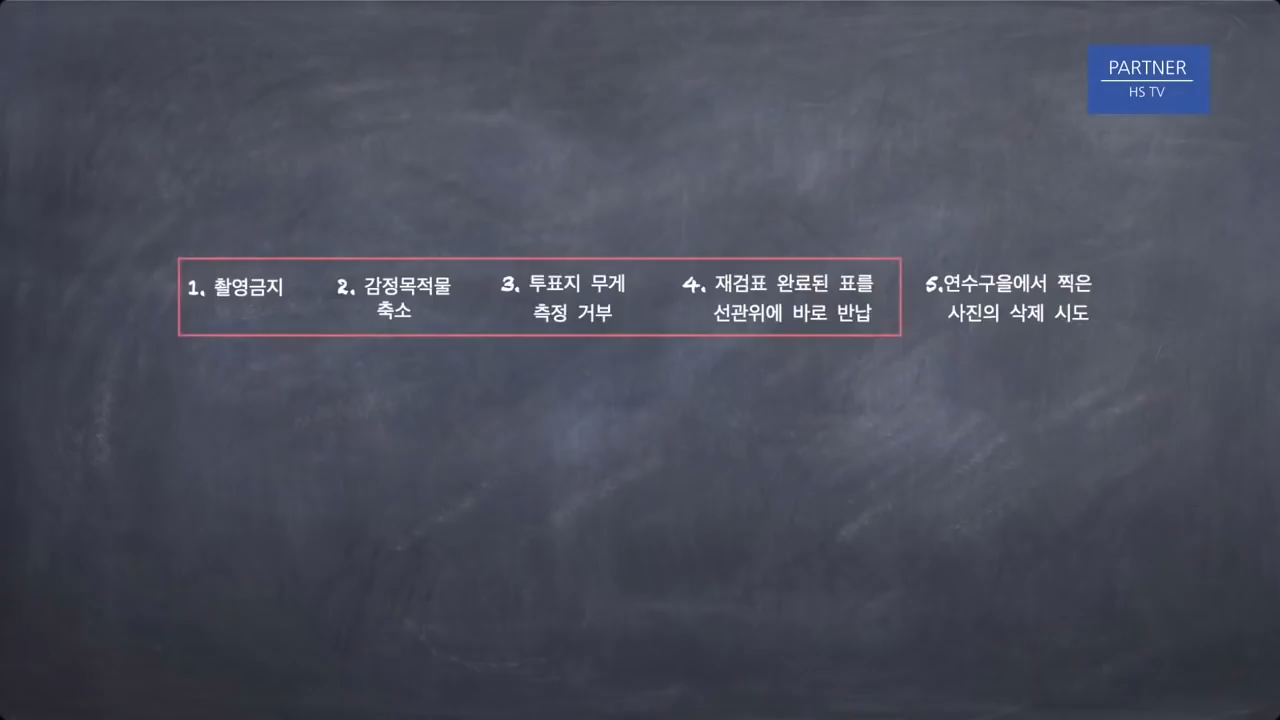 PARTNER
HS TV
1. 촬영금지
2. 감정목적물
축소
3. 투표지 무게
측정 거부
4. 재검표 완료된 표를
선관위에 바로 반납
5.연수구을에서 찍은
사진의 삭제 시도